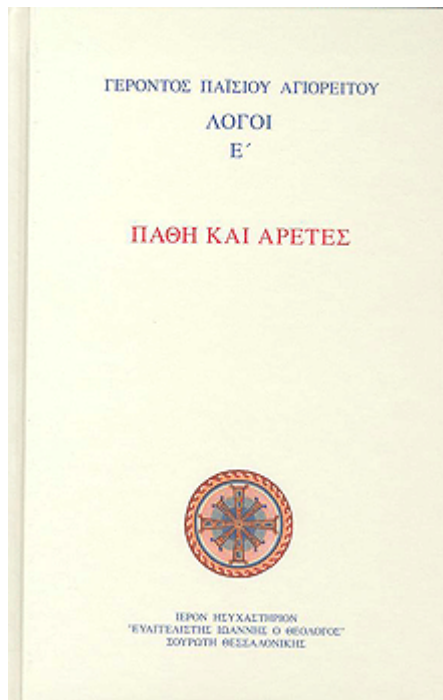 ΓΕΡΟΝΤΟΣ ΠΑΪΣΙΟΥ ΑΓΙΟΡΕΙΤΟΥ
ΛΟΓΟΙ
Ε΄
ΠΑΘΗ ΚΑΙ ΑΡΕΤΕΣ
ΙΕΡΟΝ ΗΣΥΧΑΣΤΗΡΙΟΝ
"ΕΥΑΓΓΕΛΙΣΤΗΣ ΙΩΑΝΝΗΣ Ο ΘΕΟΛΟΓΟΣ"
ΣΟΥΡΩΤΗ ΘΕΣΣΑΛΟΝΙΚΗΣ